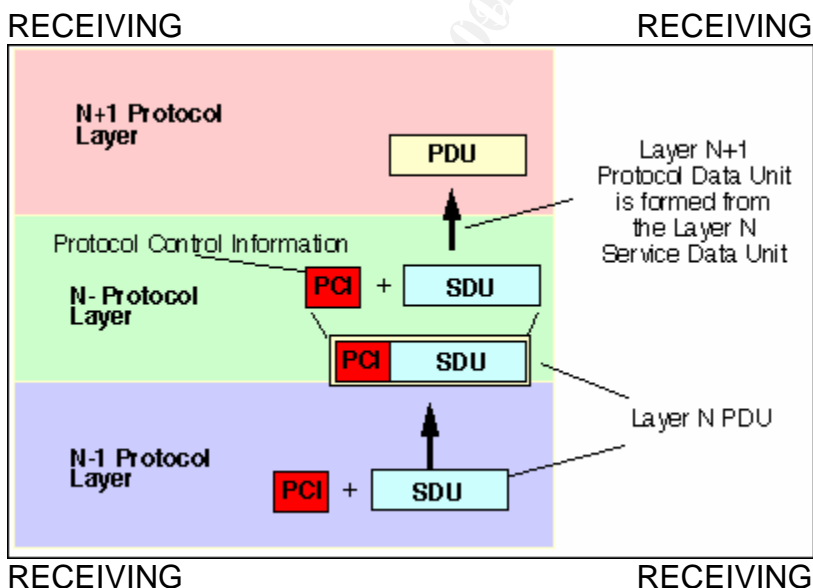 RECEIVING RECEIVING
N+1 Protocol
Layer
PDU
Layer N+1
Protocol Data Unit
is formed from
the Layer N
Service Data Unit
Protocol Control Information
PCI + SDU
N- Protocol
Layer
PCI SDU
Layer N PDU
N-1 Protocol
Layer
PCI + SDU
RECEIVING RECEIVING